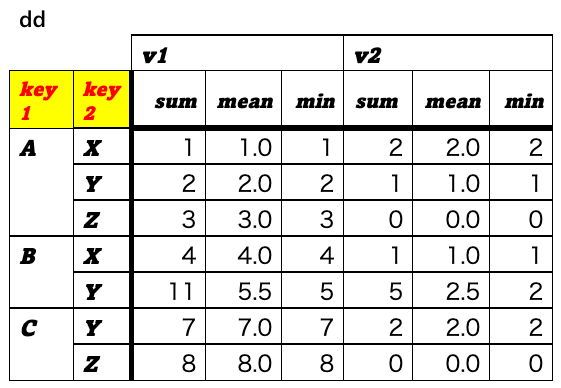 dd
v1 v2
key 1 key 2 sum mean min sum mean min
A X 1 1.0 1 2 2.0 2
Y 2 2.0 2 1 1.0 1
Z 3 3.0 3 0 0.0 0
B X 4 4.0 4 1 1.0 1
Y 11 5.5 5 5 2.5 2
C Y 7 7.0 7 2 2.0 2
Z 8 8.0 8 0 0.0 0